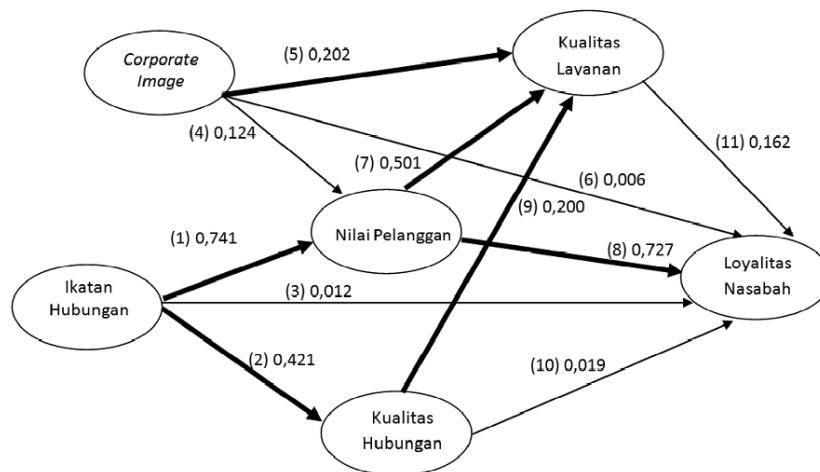 Kualitas
Layanan
(5) 0,202
Corporate
Image
(4) 0,124
(7) 0,501
(11) 0,162
(6) 0,006
(9) 0,200
(1) 0,741
Nilai Pelanggan
(8) 0,727
Loyalitas
Nasabah
Ikatan
Hubungan
(3) 0,012
(2) 0,421
(10) 0,019
Kualitas
Hubungan